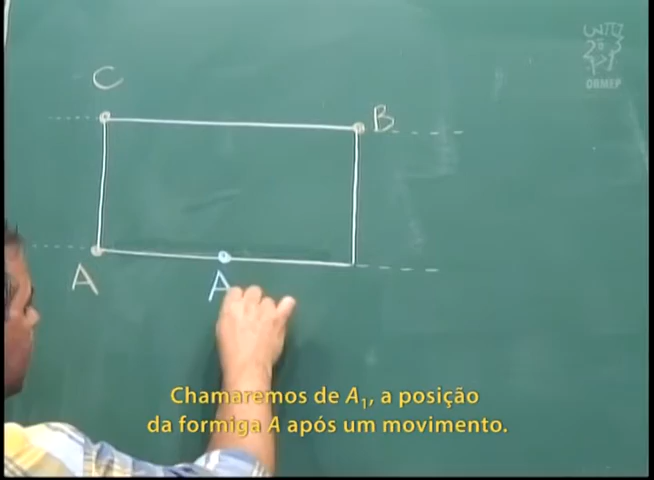 OBMEP
C
B
A
A
Chamaremos de A₁, a posição
da formiga A após um movimento.